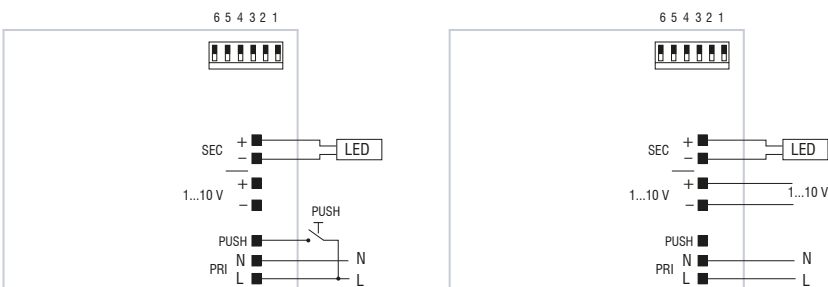 6 5 4 3 2 1
SEC + LED
−
1...10 V +
−
PUSH
PUSH
PRI N N
L L
6 5 4 3 2 1
SEC + LED
−
1...10 V + 1...10 V
−
PUSH
PRI N N
L L